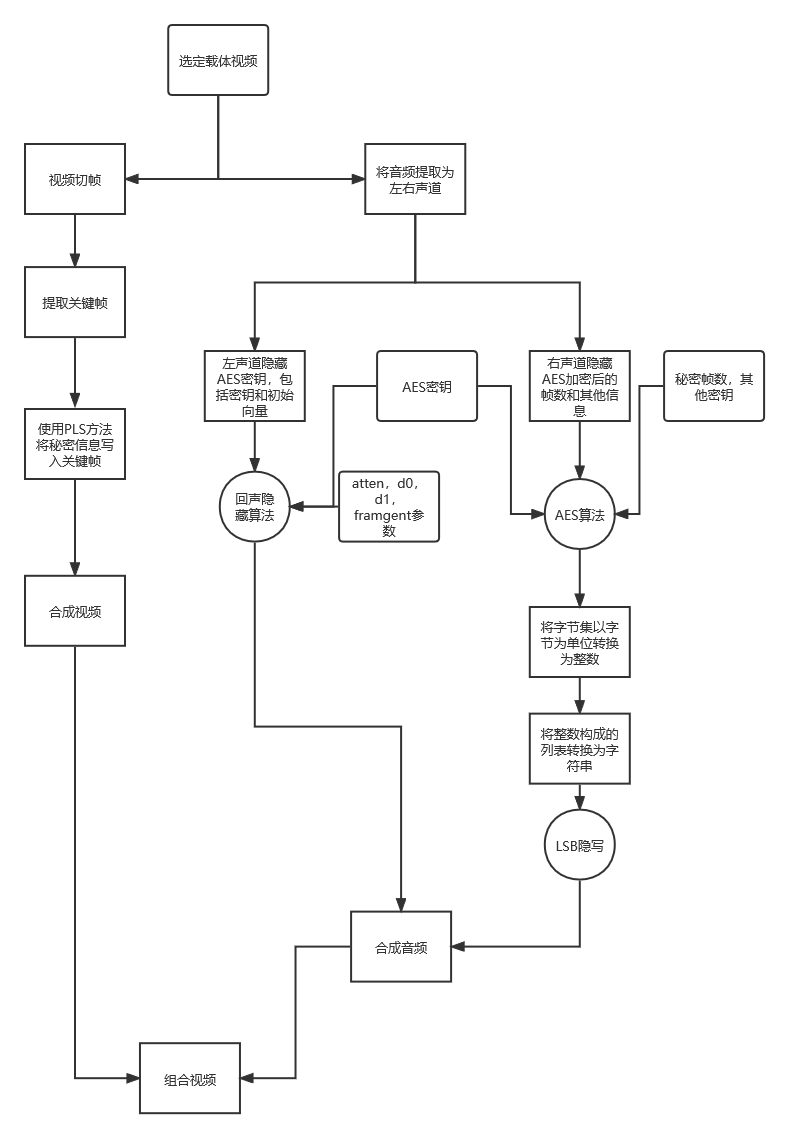 选定载体视频
视频切帧
将音频提取为
左右声道
提取关键帧
左声道隐藏
AES密钥，包
括密钥和初始
向量
AES密钥
右声道隐藏
AES加密后的
帧数和其他信
息
秘密帧数，其
他密钥
使用PLS方法
将秘密信息写
入关键帧
回声隐
藏算法
atten，d0，
d1，
framgent参
数
AES算法
合成视频
将字节集以字
节为单位转换
为整数
将整数构成的
列表转换为字
符串
LSB隐写
合成音频
组合视频